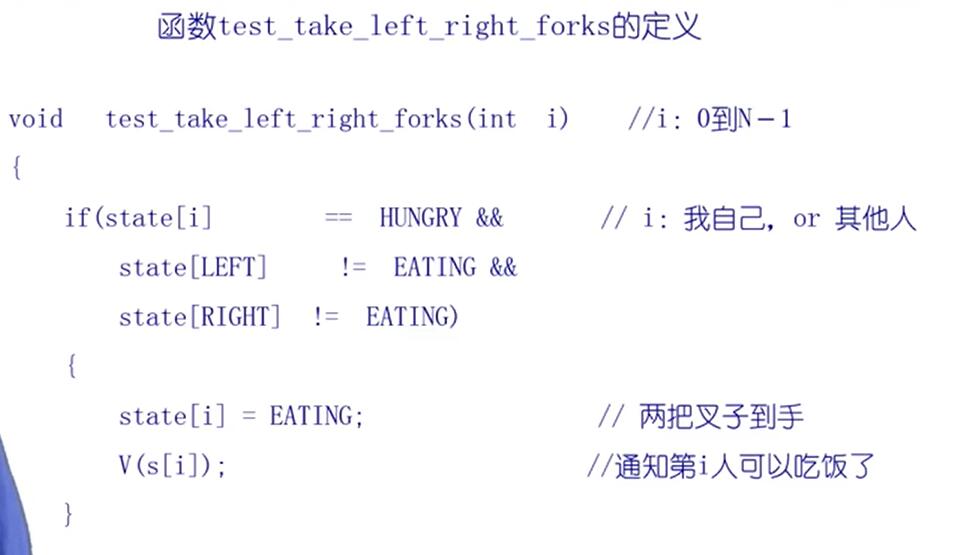 函数test_take_left_right_forks的定义
void test_take_left_right_forks(int i) //i: 0到N-1
{
if(state[i] == HUNGRY && // i: 我自己, or 其他人
state[LEFT] != EATING &&
state[RIGHT] != EATING)
{
state[i] = EATING; // 两把叉子到手
V(s[i]); //通知第i人可以吃饭了
}